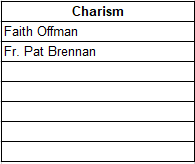 Charism
Faith Offman
Fr. Pat Brennan